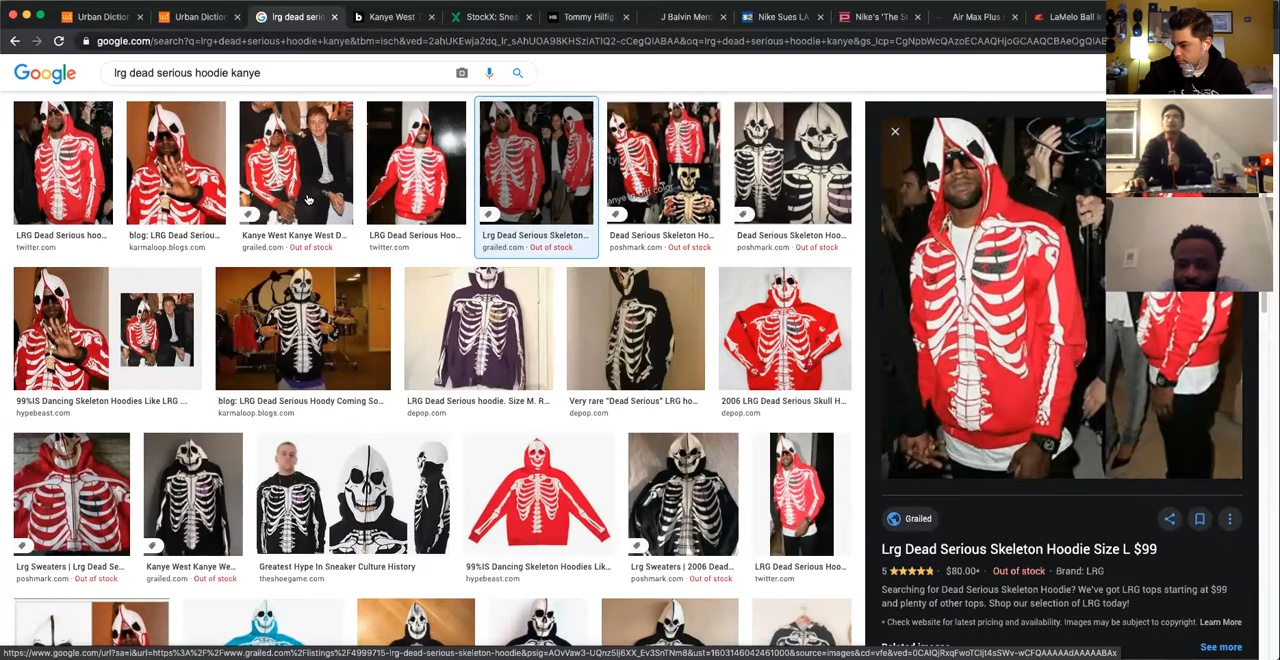 Urban Diction
Urban Diction
lrg dead seri
Kanye West
StockX: Snea
Tommy Hilfig
J Balvin Merc
Nike Sues LA
Nike's 'The St
Air Max Plus
LaMelo Ball I
google.com/search?q=lrg+dead+serious+hoodie+kanye&tbm=isch&ved=
Google
lrg dead serious hoodie kanye
LRG Dead Serious hoo...
twitter.com
blog: LRG Dead Seriou...
karmaloop.blogs.com
Kanye West Kanye West D...
grailed.com · Out of stock
LRG Dead Serious Hoo...
twitter.com
Lrg Dead Serious Skeleton...
grailed.com · Out of stock
Dead Serious Skeleton Ho...
poshmark.com · Out of stock
Dead Serious Skeleton Ho...
poshmark.com · Out of stock
99%IS Dancing Skeleton Hoodies Like LRG ...
hypebeast.com
blog: LRG Dead Serious Hoody Coming So...
karmaloop.blogs.com
LRG Dead Serious hoodie. Size M. R...
depop.com
Very rare "Dead Serious" LRG ho...
depop.com
2006 LRG Dead Serious Skull H...
depop.com
Lrg Sweaters | Lrg Dead Se...
poshmark.com · Out of stock
Kanye West Kanye We...
grailed.com · Out of stock
Greatest Hype In Sneaker Culture History
theshoegame.com
99%IS Dancing Skeleton Hoodies Lik...
hypebeast.com
Lrg Sweaters | 2006 Dead...
poshmark.com · Out of stock
LRG Dead Serious Hoo...
twitter.com
Grailed
Lrg Dead Serious Skeleton Hoodie Size L $99
5 ★★★★★ · $80.00* · Out of stock · Brand: LRG
Searching for Dead Serious Skeleton Hoodie? We've got LRG tops starting at $99
and plenty of other tops. Shop our selection of LRG today!
* Check website for latest pricing and availability. Images may be subject to copyright. Learn More
Related images
See more